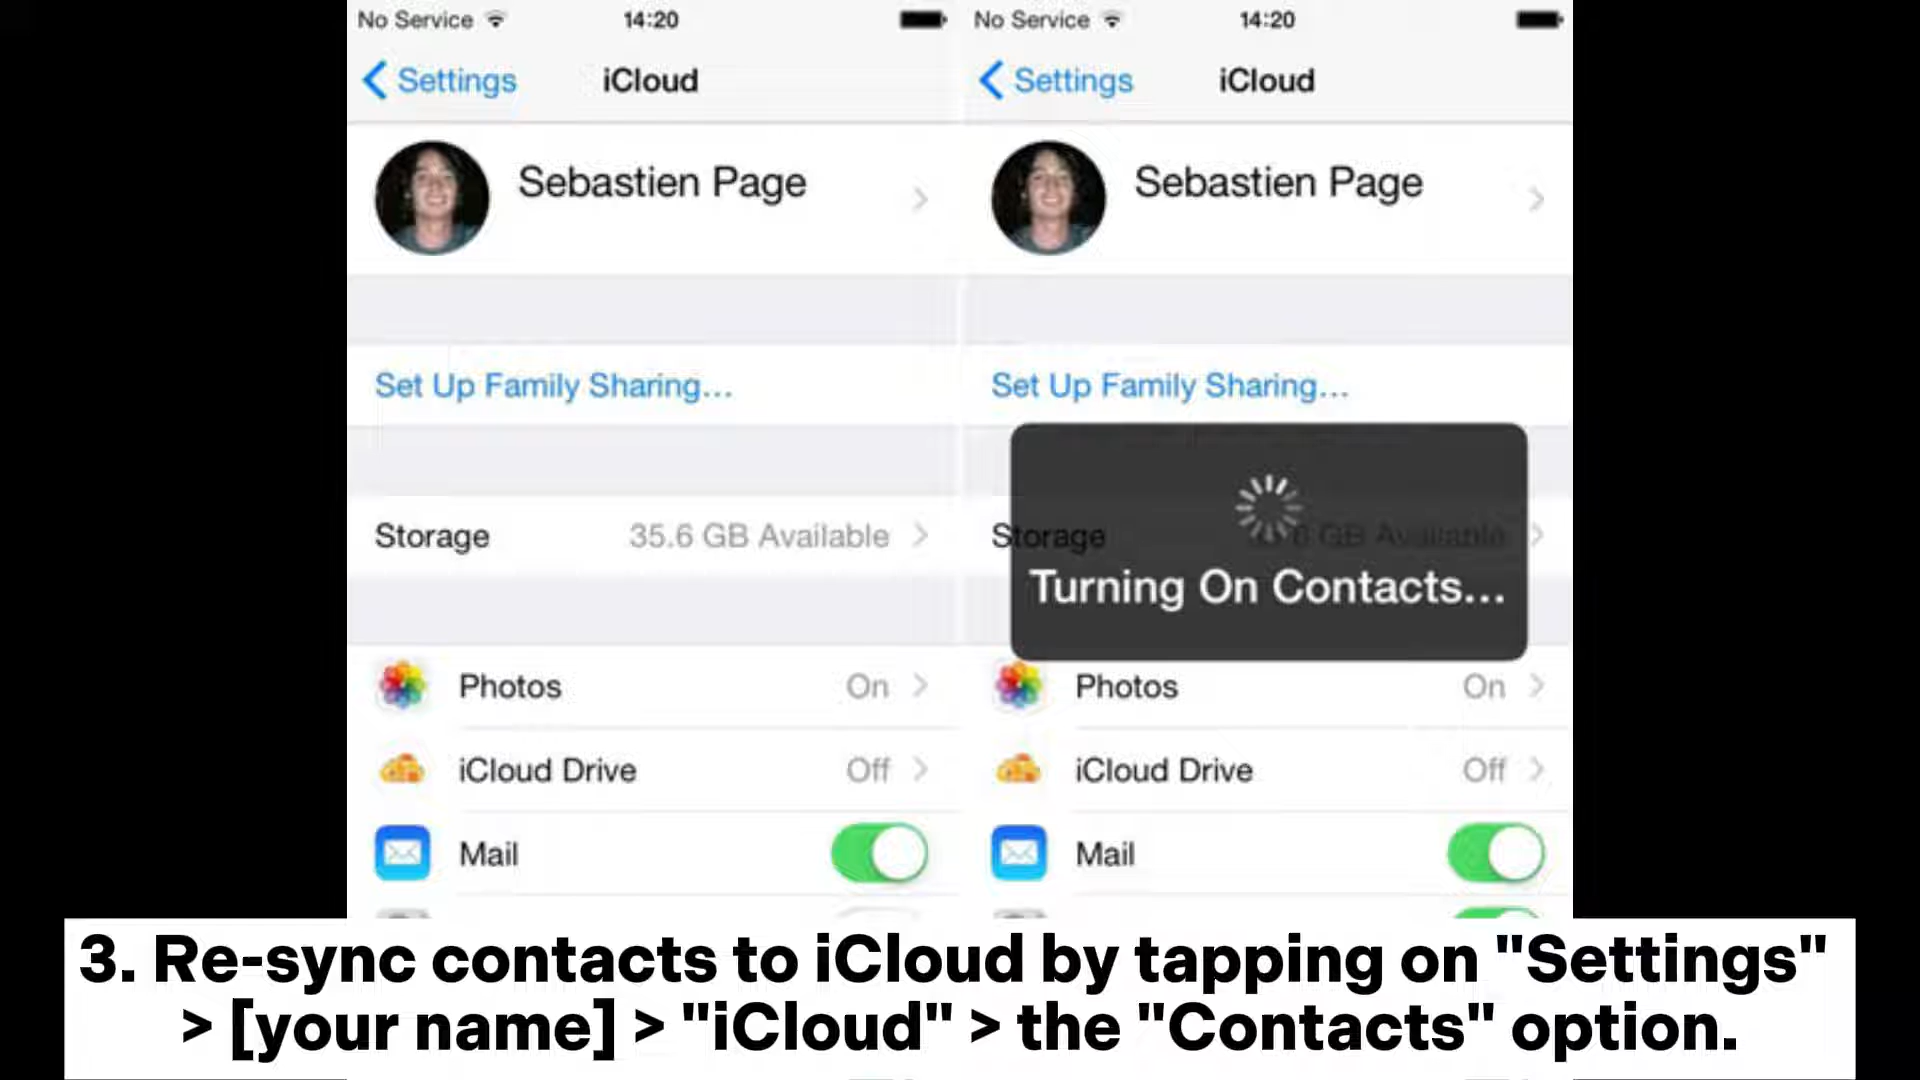 No Service 14:20
Settings iCloud
Sebastien Page
Set Up Family Sharing...
Storage 35.6 GB Available
Photos On
iCloud Drive Off
Mail
No Service 14:20
Settings iCloud
Sebastien Page
Set Up Family Sharing...
Storage GB Available
Turning On Contacts...
Photos On
iCloud Drive Off
Mail
3. Re-sync contacts to iCloud by tapping on "Settings"
> [your name] > "iCloud" > the "Contacts" option.